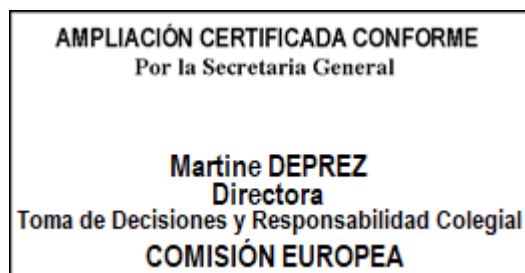 AMPLIACIÓN CERTIFICADA CONFORME
Por la Secretaria General
Martine DEPREZ
Directora
Toma de Decisiones y Responsabilidad Colegial
COMISIÓN EUROPEA